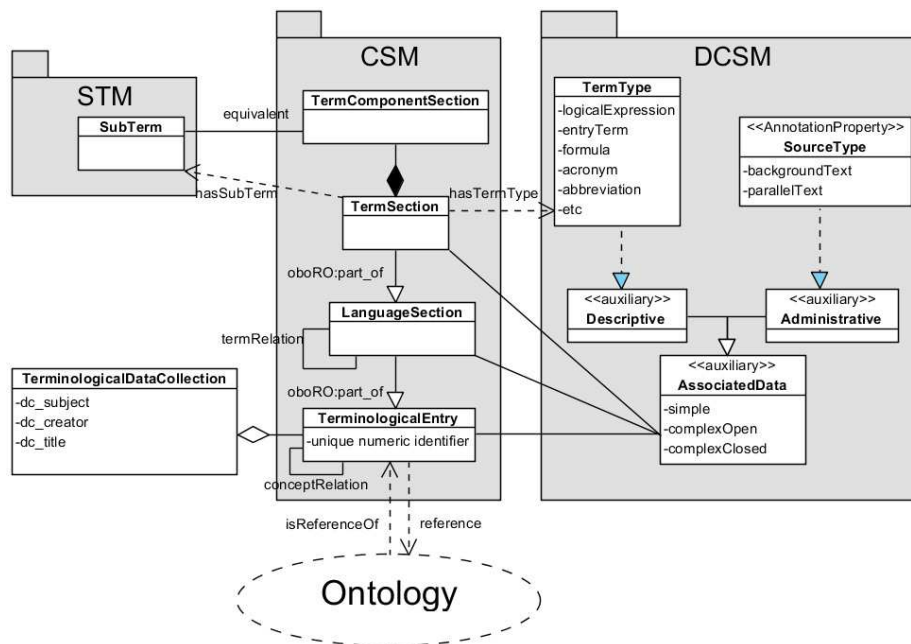 CSM
DCSM
STM
SubTerm
equivalent
TermComponentSection
TermType
-logicalExpression
-entryTerm
-formula
-acronym
-abbreviation
-etc
<<AnnotationProperty>>
SourceType
-backgroundText
-parallelText
hasSubTerm
TermSection
hasTermType
oboRO:part_of
LanguageSection
termRelation
oboRO:part_of
<<auxiliary>>
Descriptive
<<auxiliary>>
Administrative
<<auxiliary>>
AssociatedData
-simple
-complexOpen
-complexClosed
TerminologicalDataCollection
-dc_subject
-dc_creator
-dc_title
TerminologicalEntry
-unique numeric identifier
conceptRelation
isReferenceOf
reference
Ontology